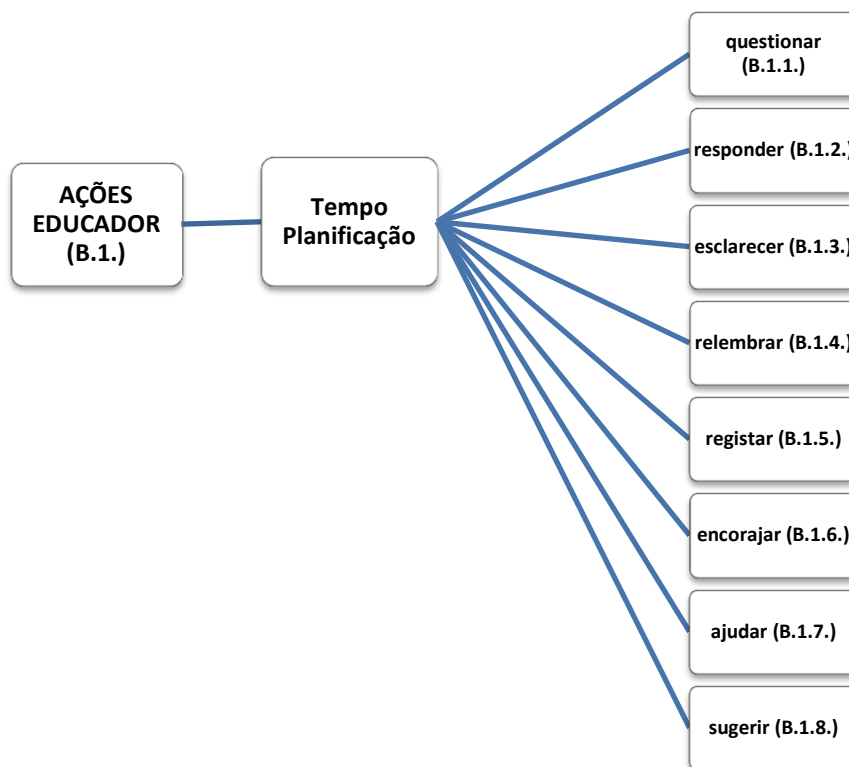 AÇÕES
EDUCADOR
(B.1.)
Tempo
Planificação
questionar
(B.1.1.)
responder (B.1.2.)
esclarecer (B.1.3.)
relembrar (B.1.4.)
registar (B.1.5.)
encorajar (B.1.6.)
ajudar (B.1.7.)
sugerir (B.1.8.)